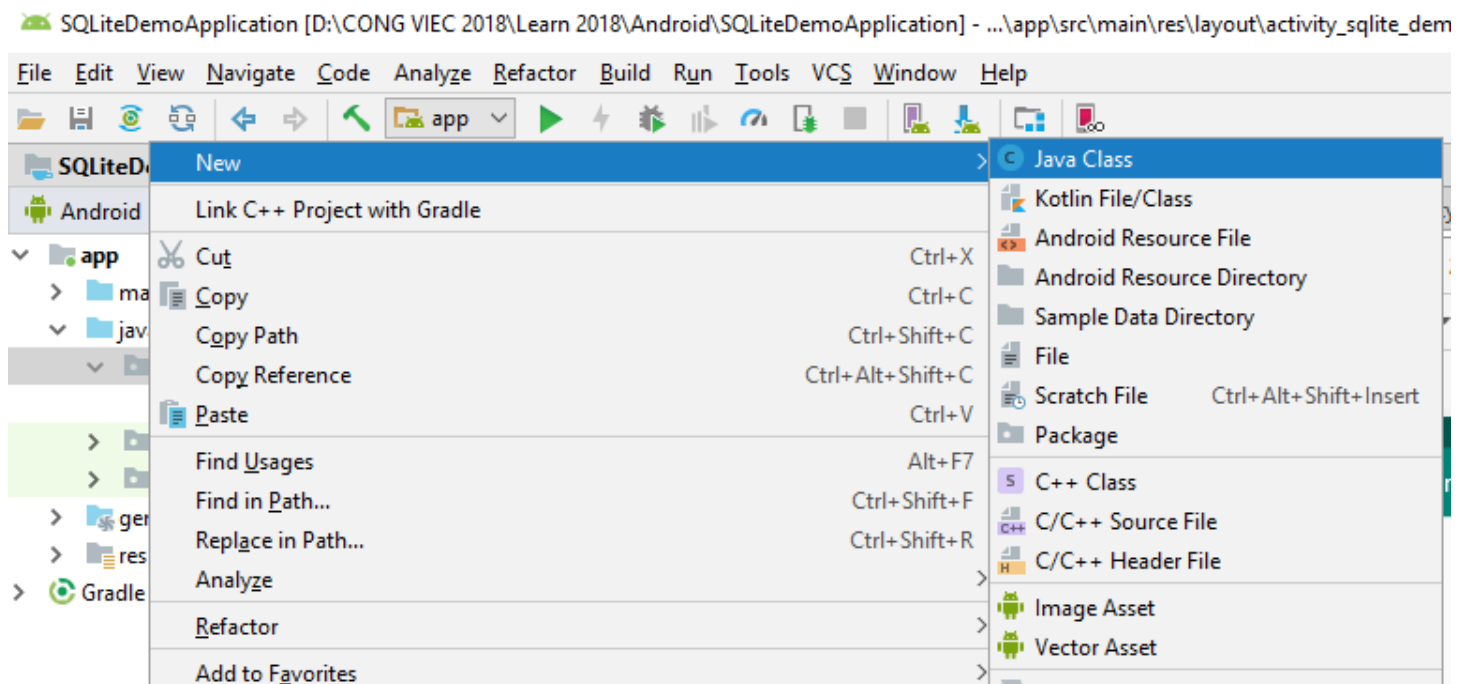 SQLiteDemoApplication [D:\CONG VIEC 2018\Learn 2018\Android\SQLiteDemoApplication] - ...\app\src\main\res\layout\activity_sqlite_dem
File Edit View Navigate Code Analyze Refactor Build Run Tools VCS Window Help
app
SQLiteD
Android
app
ma
jav
ger
res
Gradle
New
Link C++ Project with Gradle
Cut Ctrl+X
Copy Ctrl+C
Copy Path Ctrl+Shift+C
Copy Reference Ctrl+Alt+Shift+C
Paste Ctrl+V
Find Usages Alt+F7
Find in Path... Ctrl+Shift+F
Replace in Path... Ctrl+Shift+R
Analyze
Refactor
Add to Favorites
C Java Class
Kotlin File/Class
Android Resource File
Android Resource Directory
Sample Data Directory
File
Scratch File Ctrl+Alt+Shift+Insert
Package
S C++ Class
C++ C/C++ Source File
H C/C++ Header File
Image Asset
Vector Asset